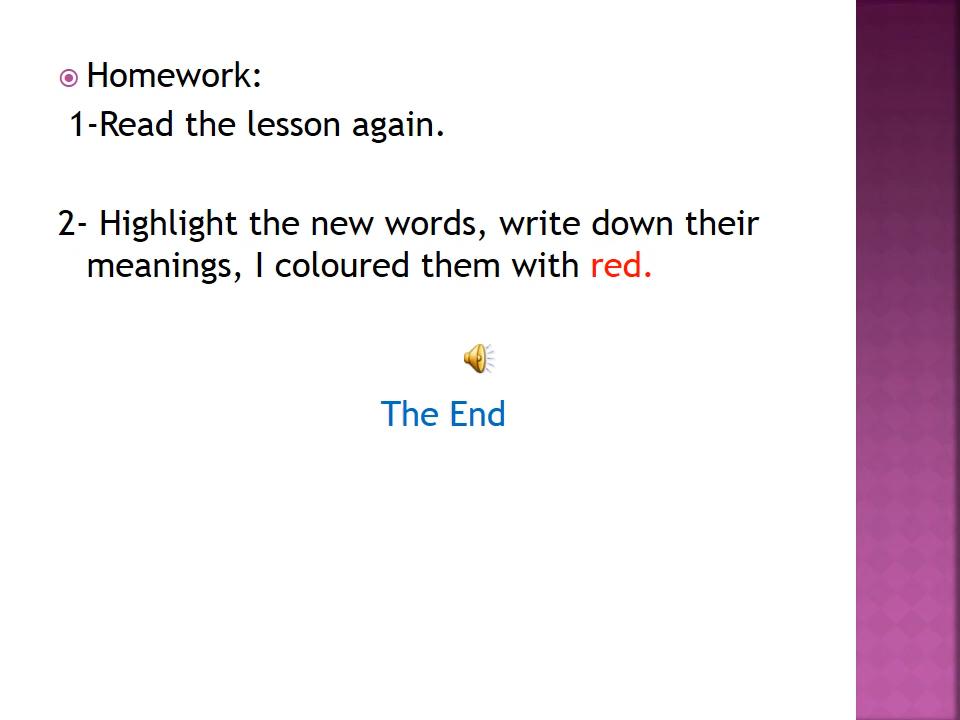 Homework:
1-Read the lesson again.
2- Highlight the new words, write down their
meanings, I coloured them with red.
The End